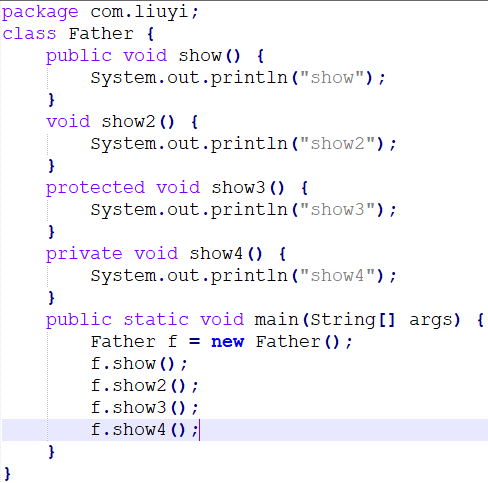 package com.liuyi;
class Father {
    public void show() {
        System.out.println("show");
    }
    void show2() {
        System.out.println("show2");
    }
    protected void show3() {
        System.out.println("show3");
    }
    private void show4() {
        System.out.println("show4");
    }
    public static void main(String[] args) {
        Father f = new Father();
        f.show();
        f.show2();
        f.show3();
        f.show4();
    }
}